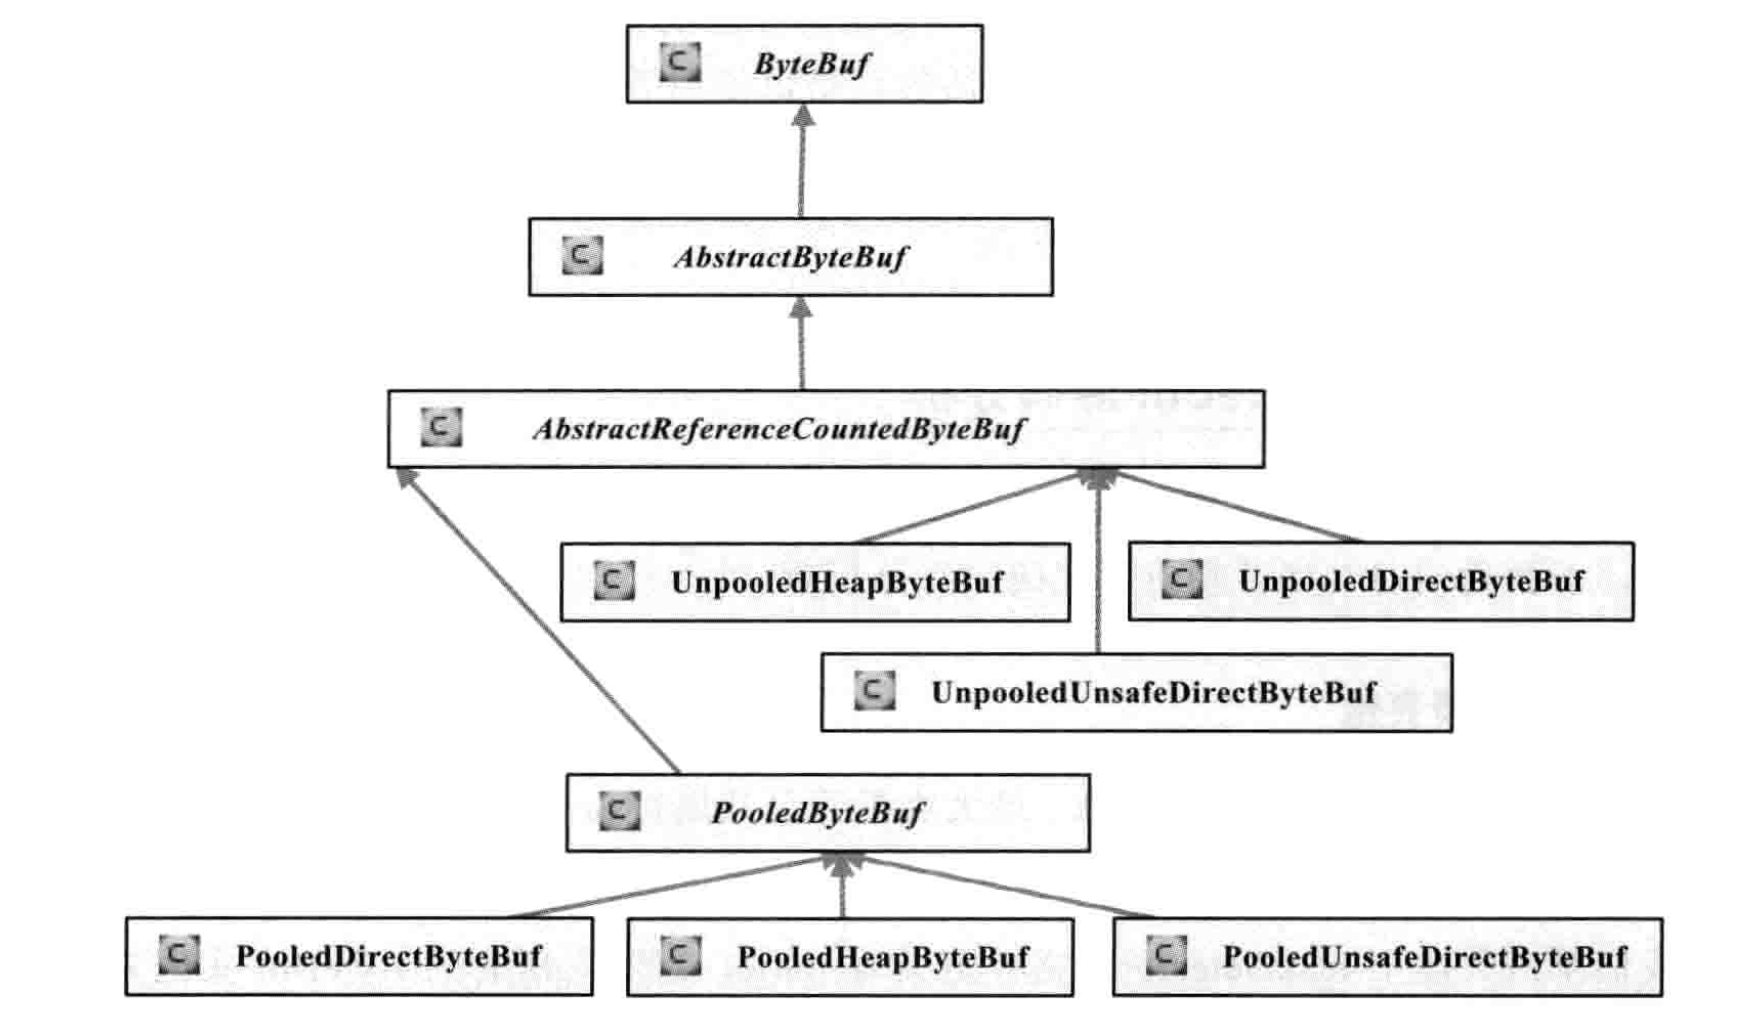 ByteBuf
AbstractByteBuf
AbstractReferenceCountedByteBuf
UnpooledHeapByteBuf
UnpooledDirectByteBuf
UnpooledUnsafeDirectByteBuf
PooledByteBuf
PooledDirectByteBuf
PooledHeapByteBuf
PooledUnsafeDirectByteBuf